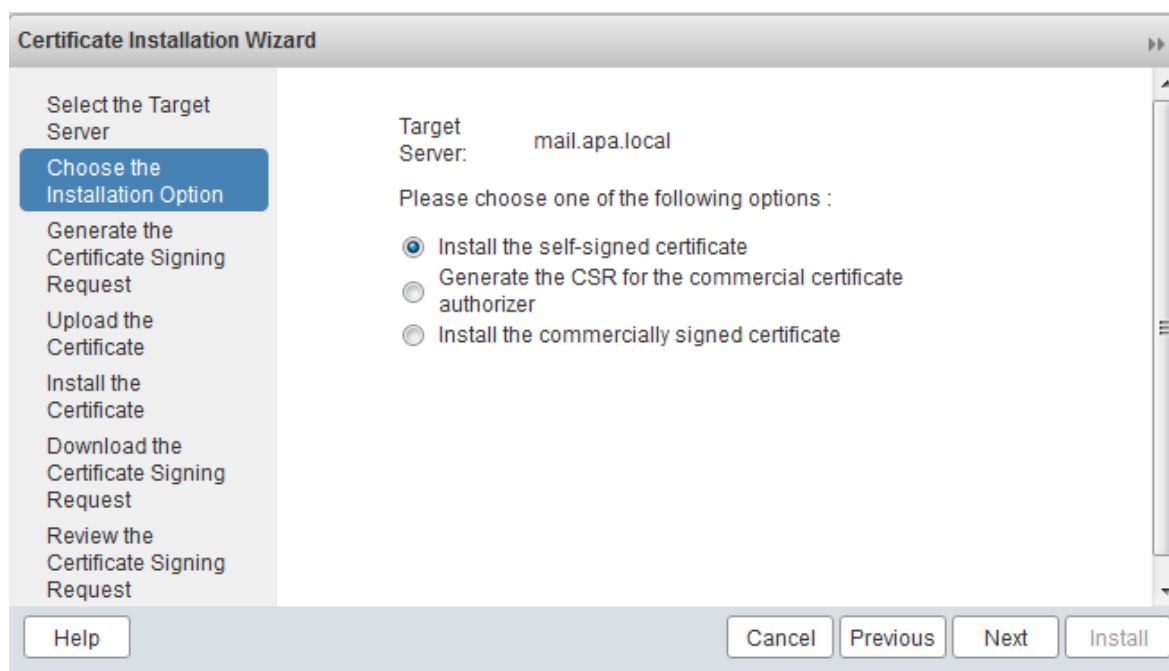 Certificate Installation Wizard
Select the Target
Server
Choose the
Installation Option
Generate the
Certificate Signing
Request
Upload the
Certificate
Install the
Certificate
Download the
Certificate Signing
Request
Review the
Certificate Signing
Request
Target
Server:
mail.apa.local
Please choose one of the following options :
Install the self-signed certificate
Generate the CSR for the commercial certificate
authorizer
Install the commercially signed certificate
Help
Cancel
Previous
Next
Install